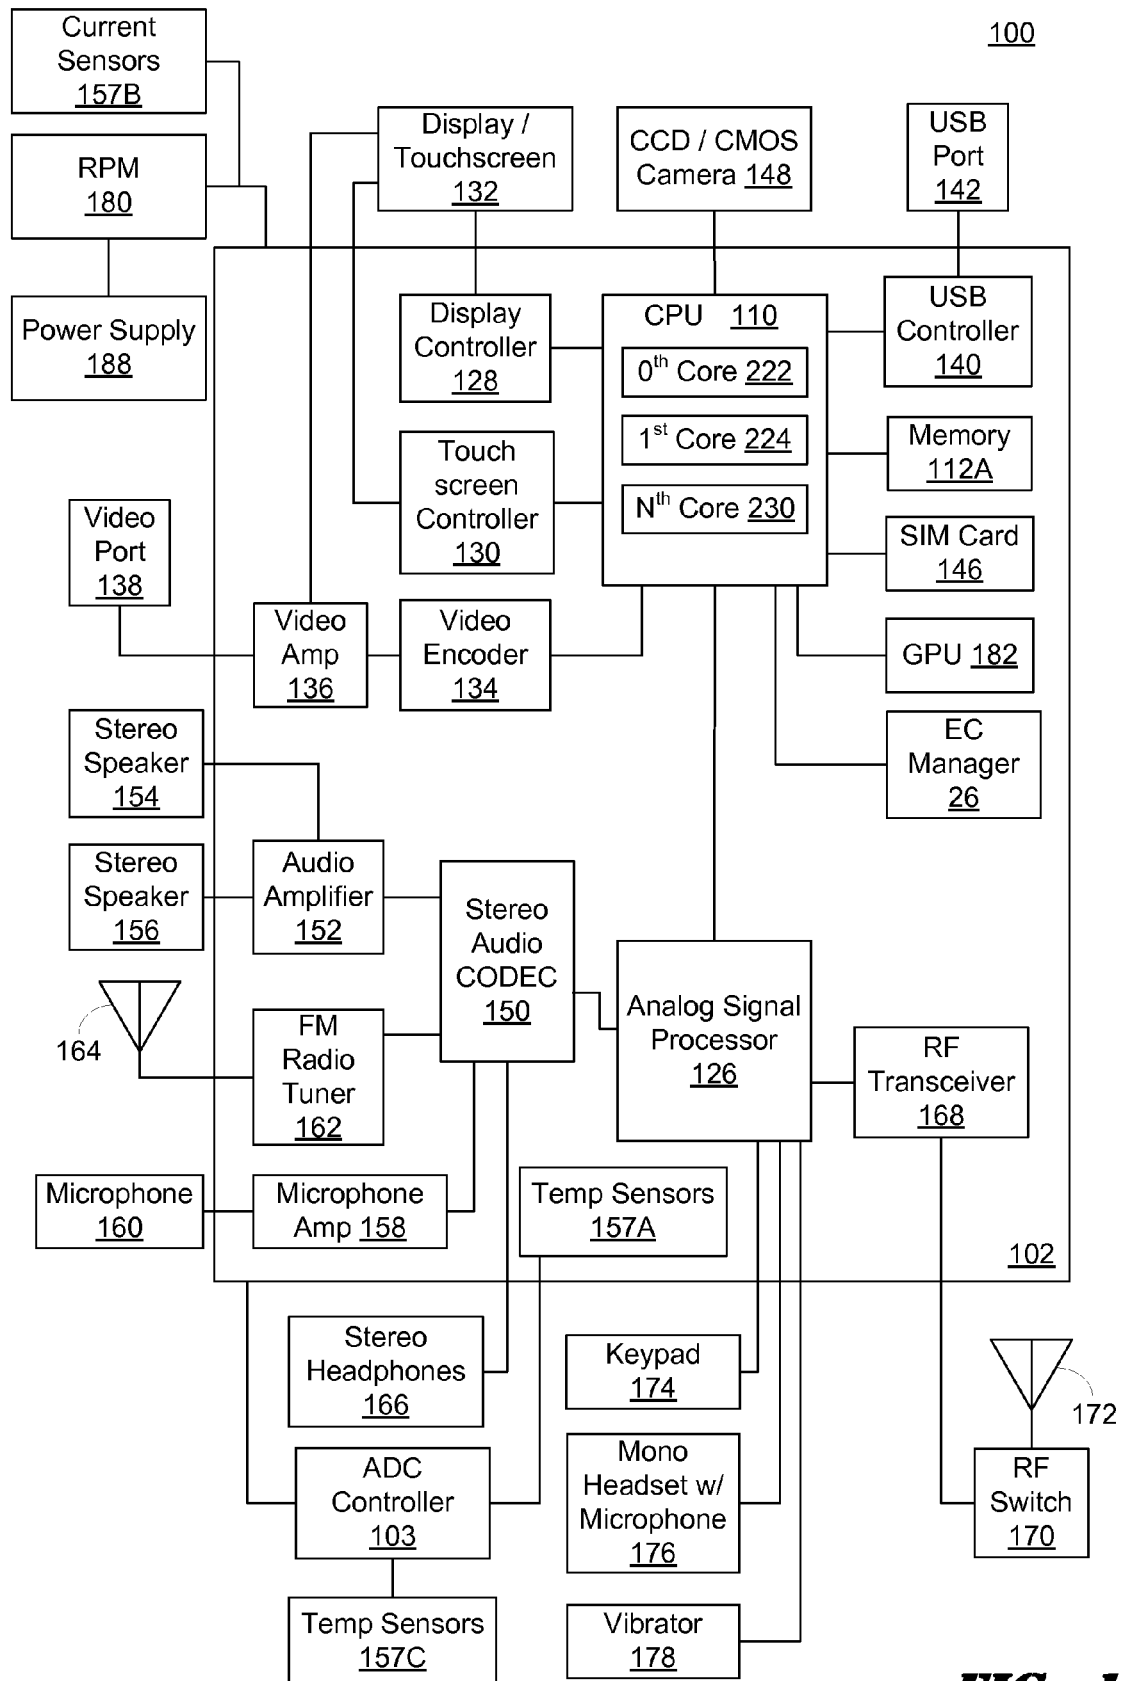 Current
Sensors
157B
100
RPM
180
Display /
Touchscreen
132
CCD / CMOS
Camera 148
USB
Port
142
Power Supply
188
Display
Controller
128
CPU 110
0th Core 222
1st Core 224
Nth Core 230
USB
Controller
140
Touch
screen
Controller
130
Memory
112A
Video
Port
138
SIM Card
146
Video
Amp
136
Video
Encoder
134
GPU 182
Stereo
Speaker
154
EC
Manager
26
Stereo
Speaker
156
Audio
Amplifier
152
Stereo
Audio
CODEC
150
Analog Signal
Processor
126
164
FM
Radio
Tuner
162
RF
Transceiver
168
Microphone
160
Microphone
Amp 158
Temp Sensors
157A
102
Stereo
Headphones
166
Keypad
174
172
ADC
Controller
103
Mono
Headset w/
Microphone
176
RF
Switch
170
Temp Sensors
157C
Vibrator
178